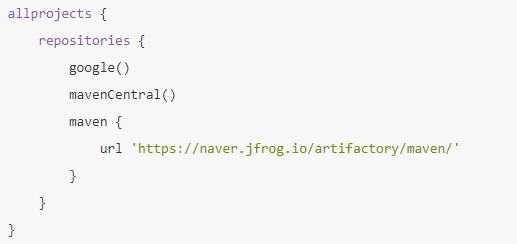 allprojects {
    repositories {
        google()
        mavenCentral()
        maven {
            url 'https://naver.jfrog.io/artifactory/maven/'
        }
    }
}